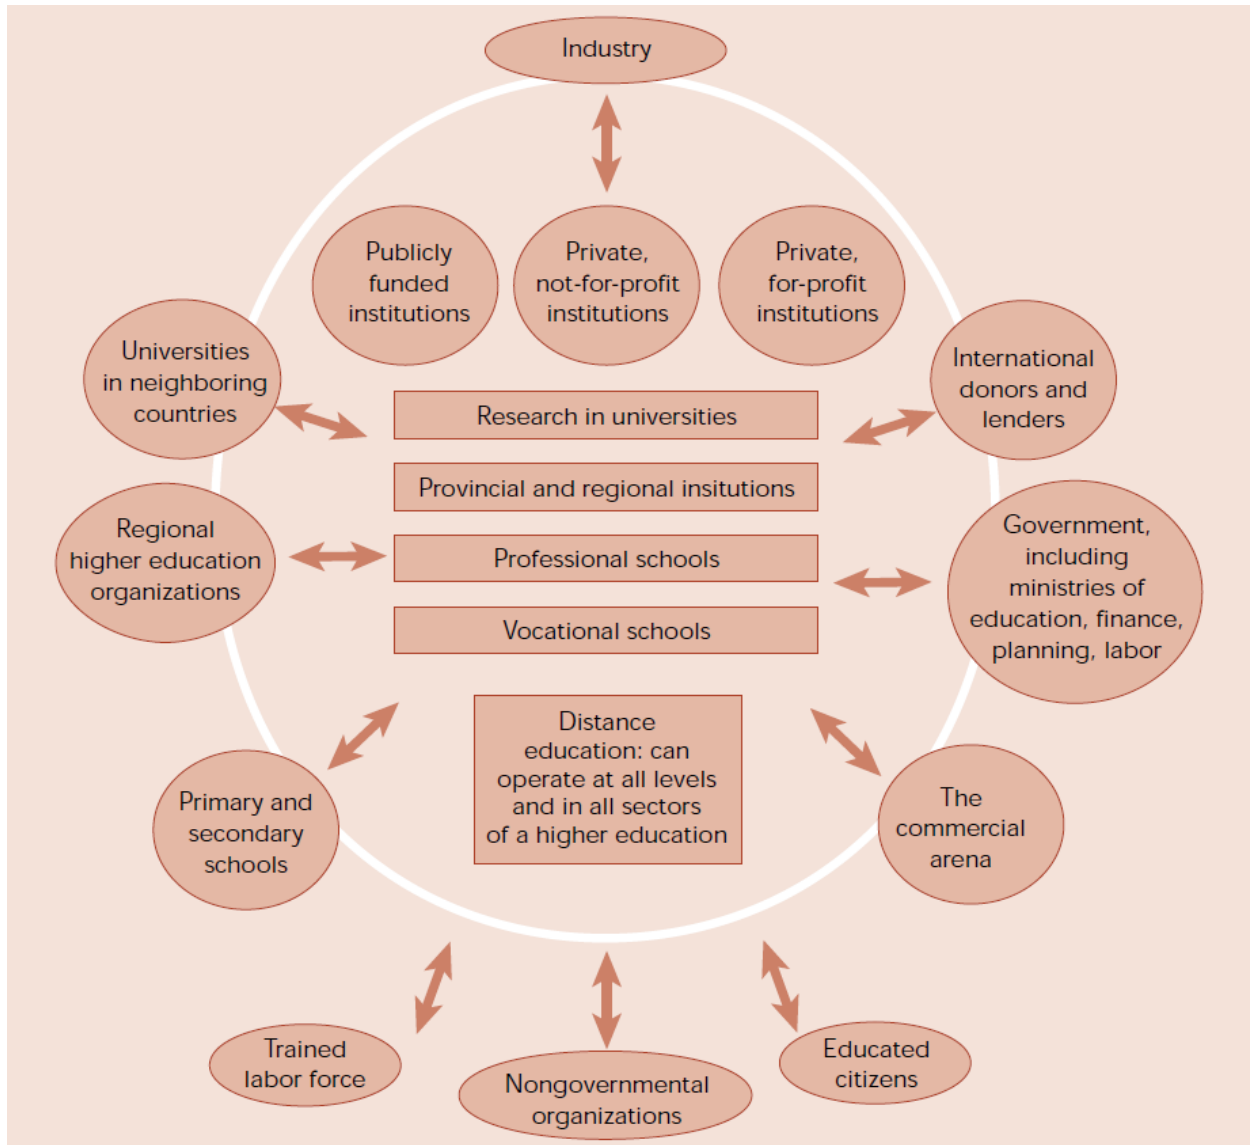 Industry
Publicly
funded
institutions
Private,
not-for-profit
institutions
Private,
for-profit
institutions
Universities
in neighboring
countries
International
donors and
lenders
Research in universities
Provincial and regional insitutions
Professional schools
Vocational schools
Regional
higher education
organizations
Government,
including
ministries of
education, finance,
planning, labor
Distance
education: can
operate at all levels
and in all sectors
of a higher education
Primary and
secondary
schools
The
commercial
arena
Trained
labor force
Nongovernmental
organizations
Educated
citizens